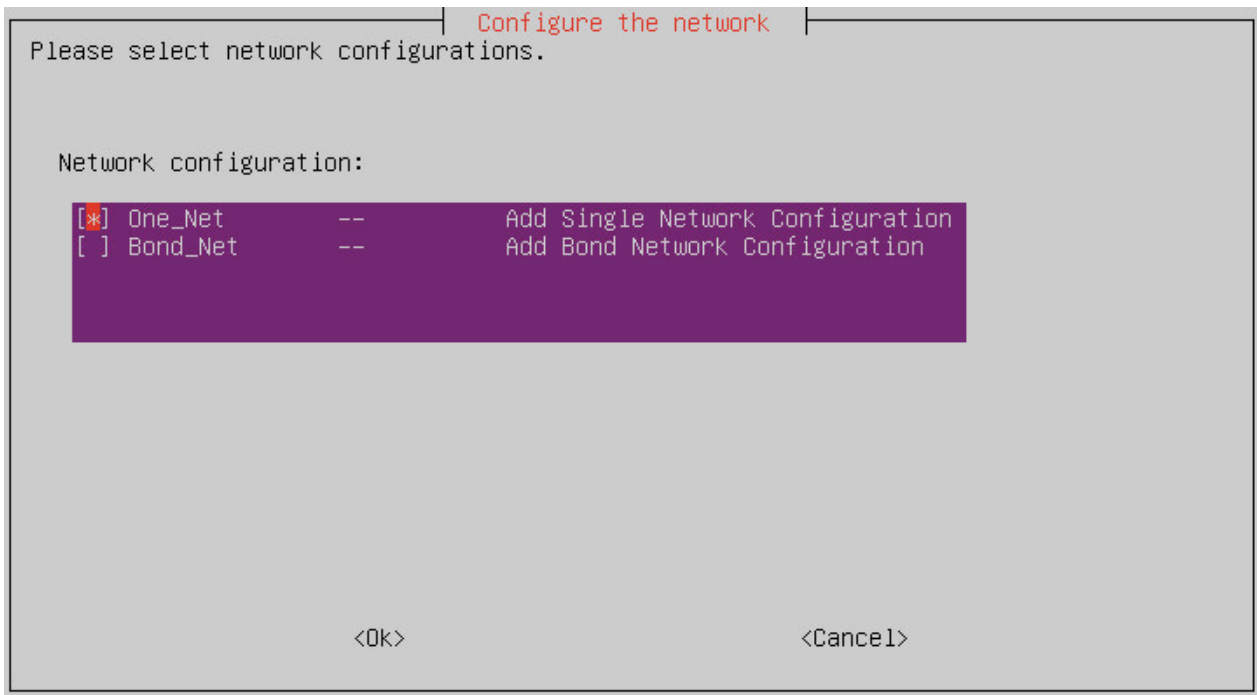 Configure the network
Please select network configurations.
Network configuration:
[*] One_Net -- Add Single Network Configuration
[ ] Bond_Net -- Add Bond Network Configuration
<Ok> <Cancel>